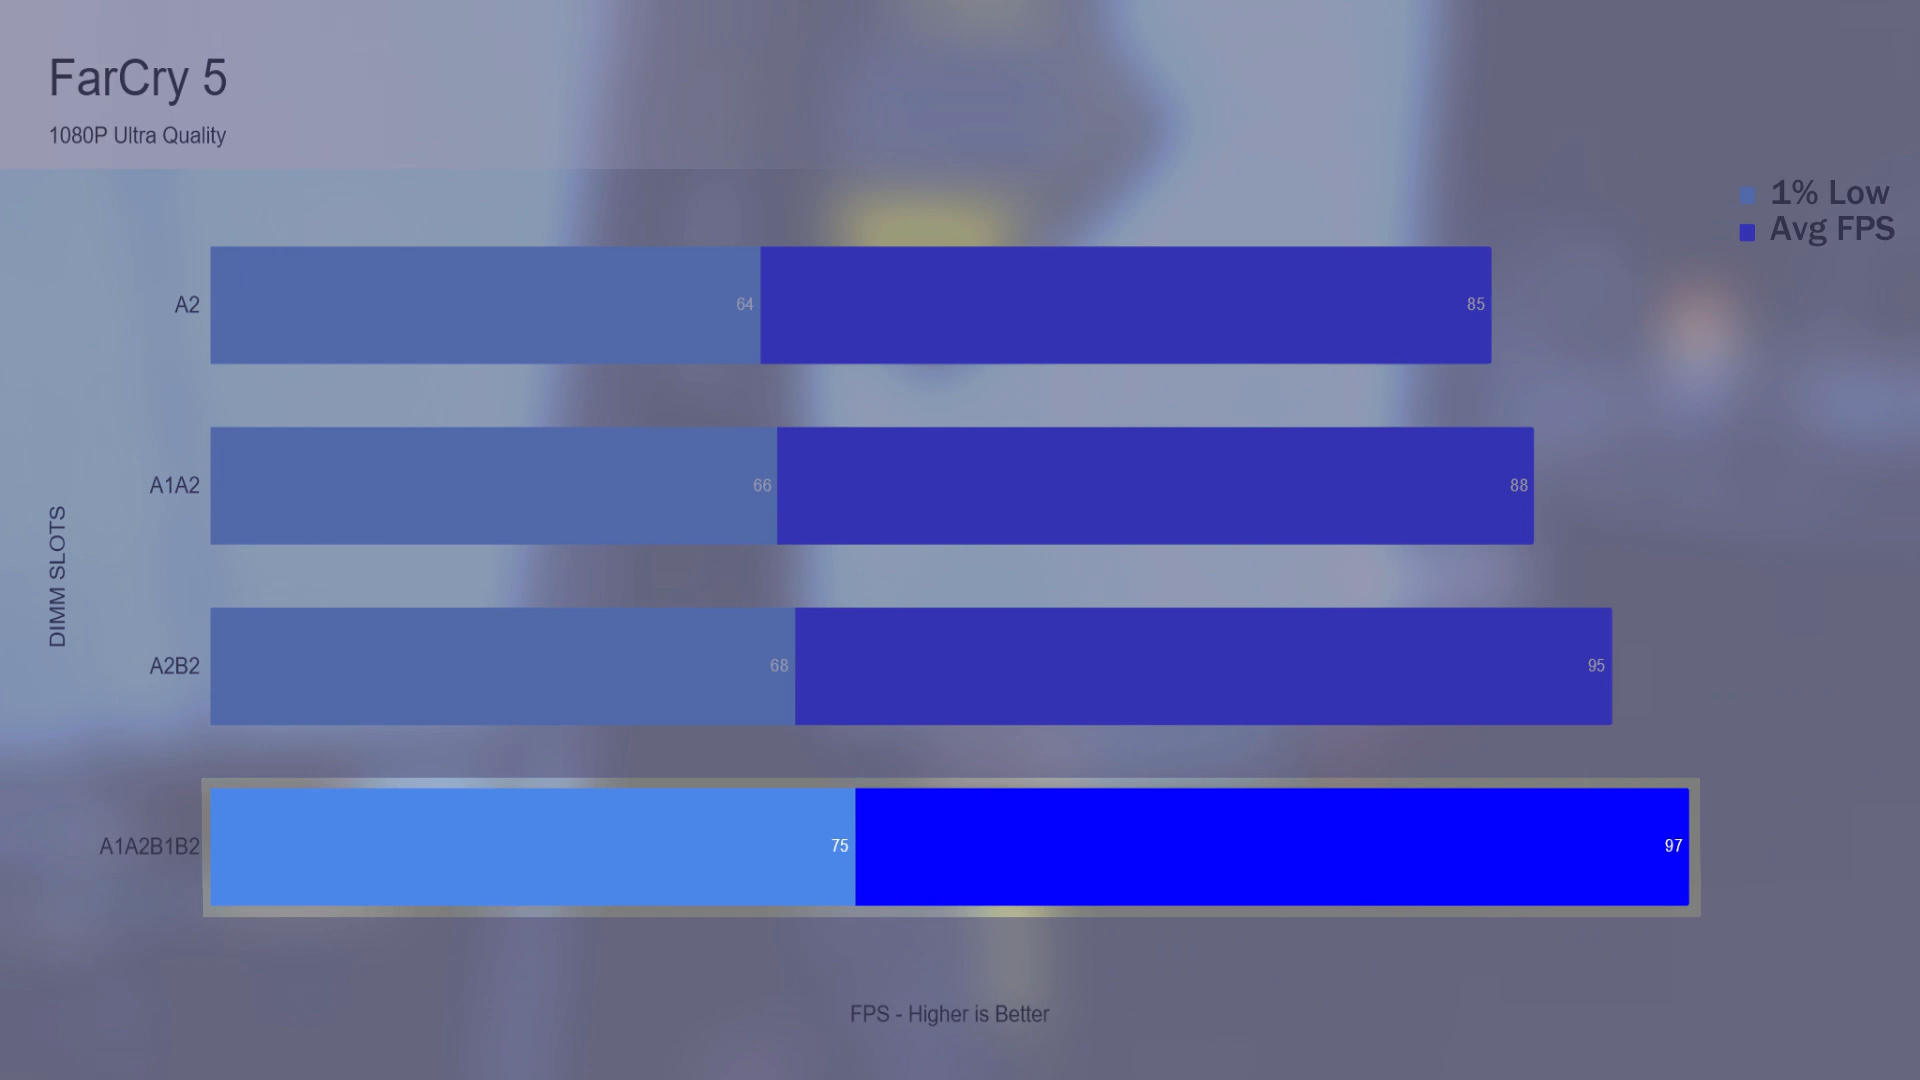 FarCry 5
1080P Ultra Quality
1% Low
Avg FPS
A2
64
85
A1A2
66
88
DIMM SLOTS
A2B2
68
95
A1A2B1B2
75
97
FPS - Higher is Better